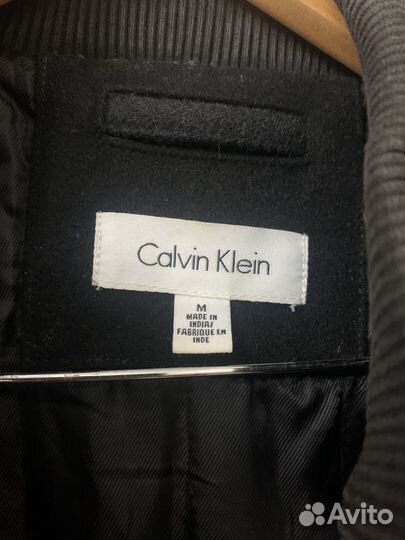 Calvin Klein
M
MADE IN
INDIA/
FABRIQUE EN
INDE
Avito